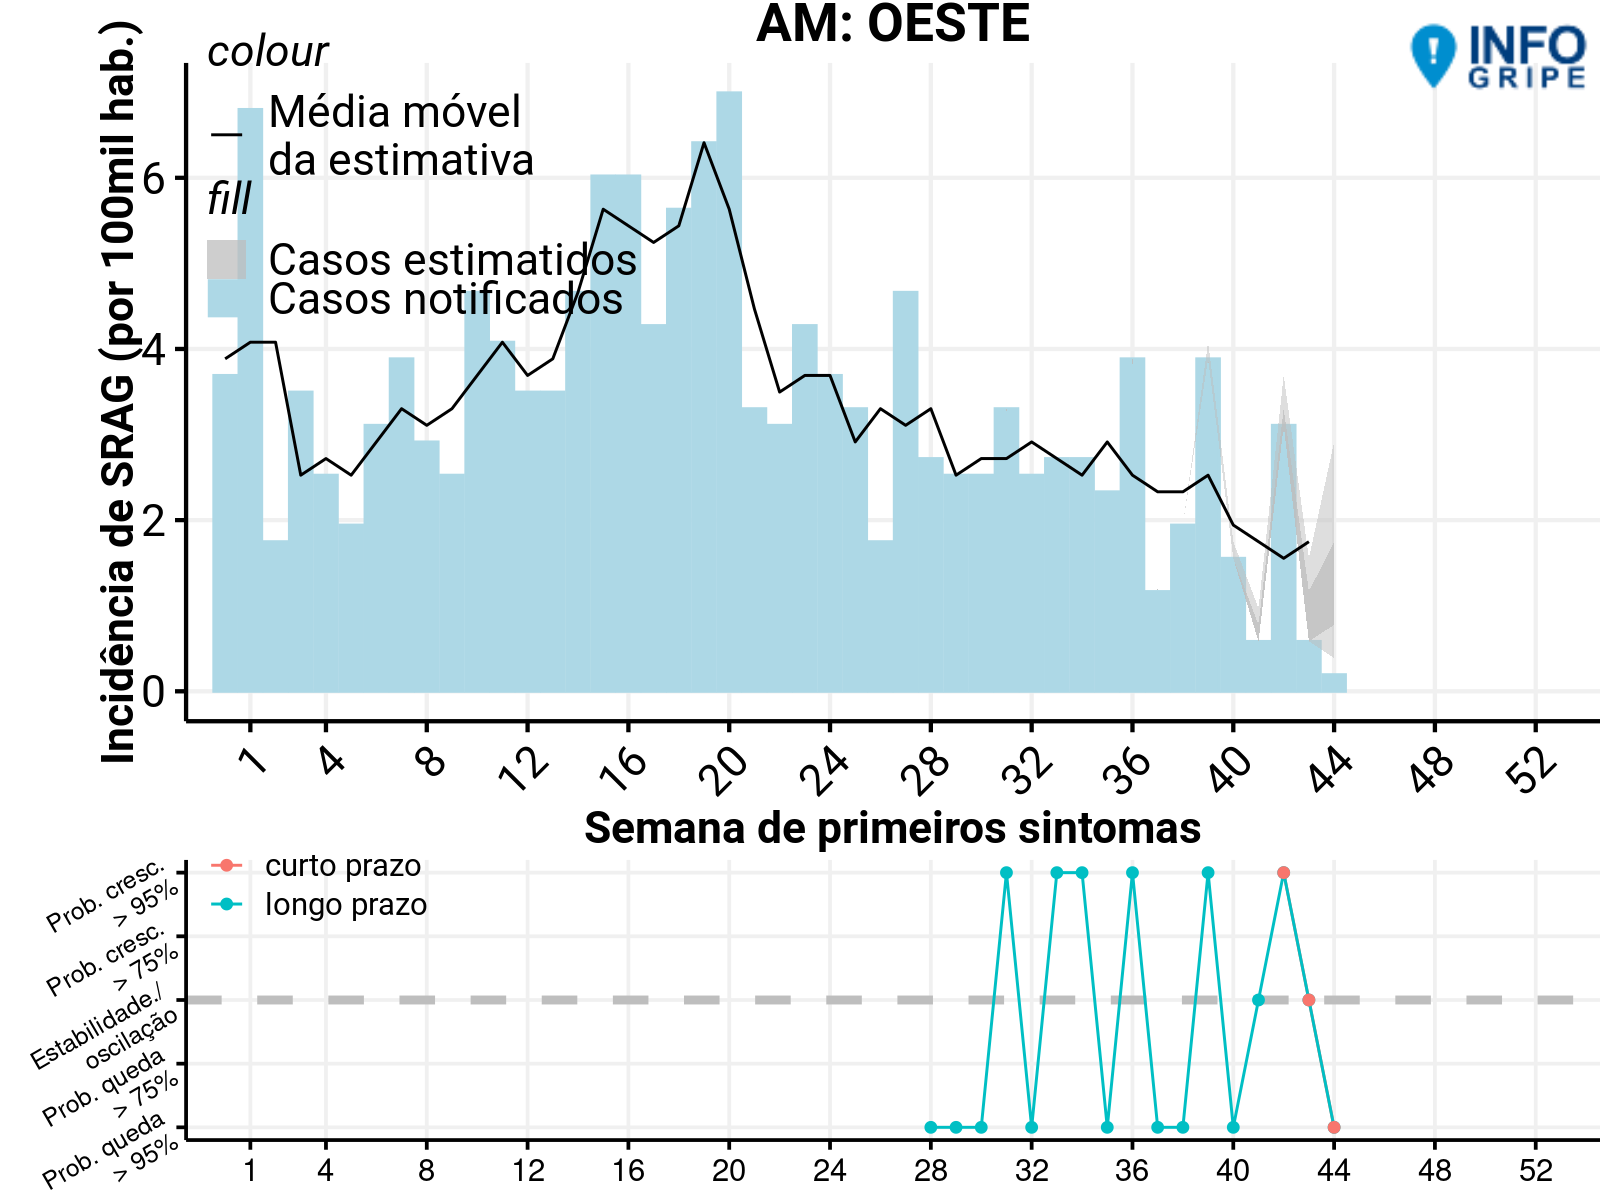 AM: OESTE
INFO
GRIPE
colour
Média móvel
da estimativa
fill
Casos estimatidos
Casos notificados
Incidência de SRAG (por 100mil hab.)
6
4
2
0
1 4 8 12 16 20 24 28 32 36 40 44 48 52
Semana de primeiros sintomas
curto prazo
longo prazo
Prob. cresc.
> 95%
Prob. cresc.
> 75%
Estabilidade./
oscilação
Prob. queda
> 75%
Prob. queda
> 95%
1 4 8 12 16 20 24 28 32 36 40 44 48 52